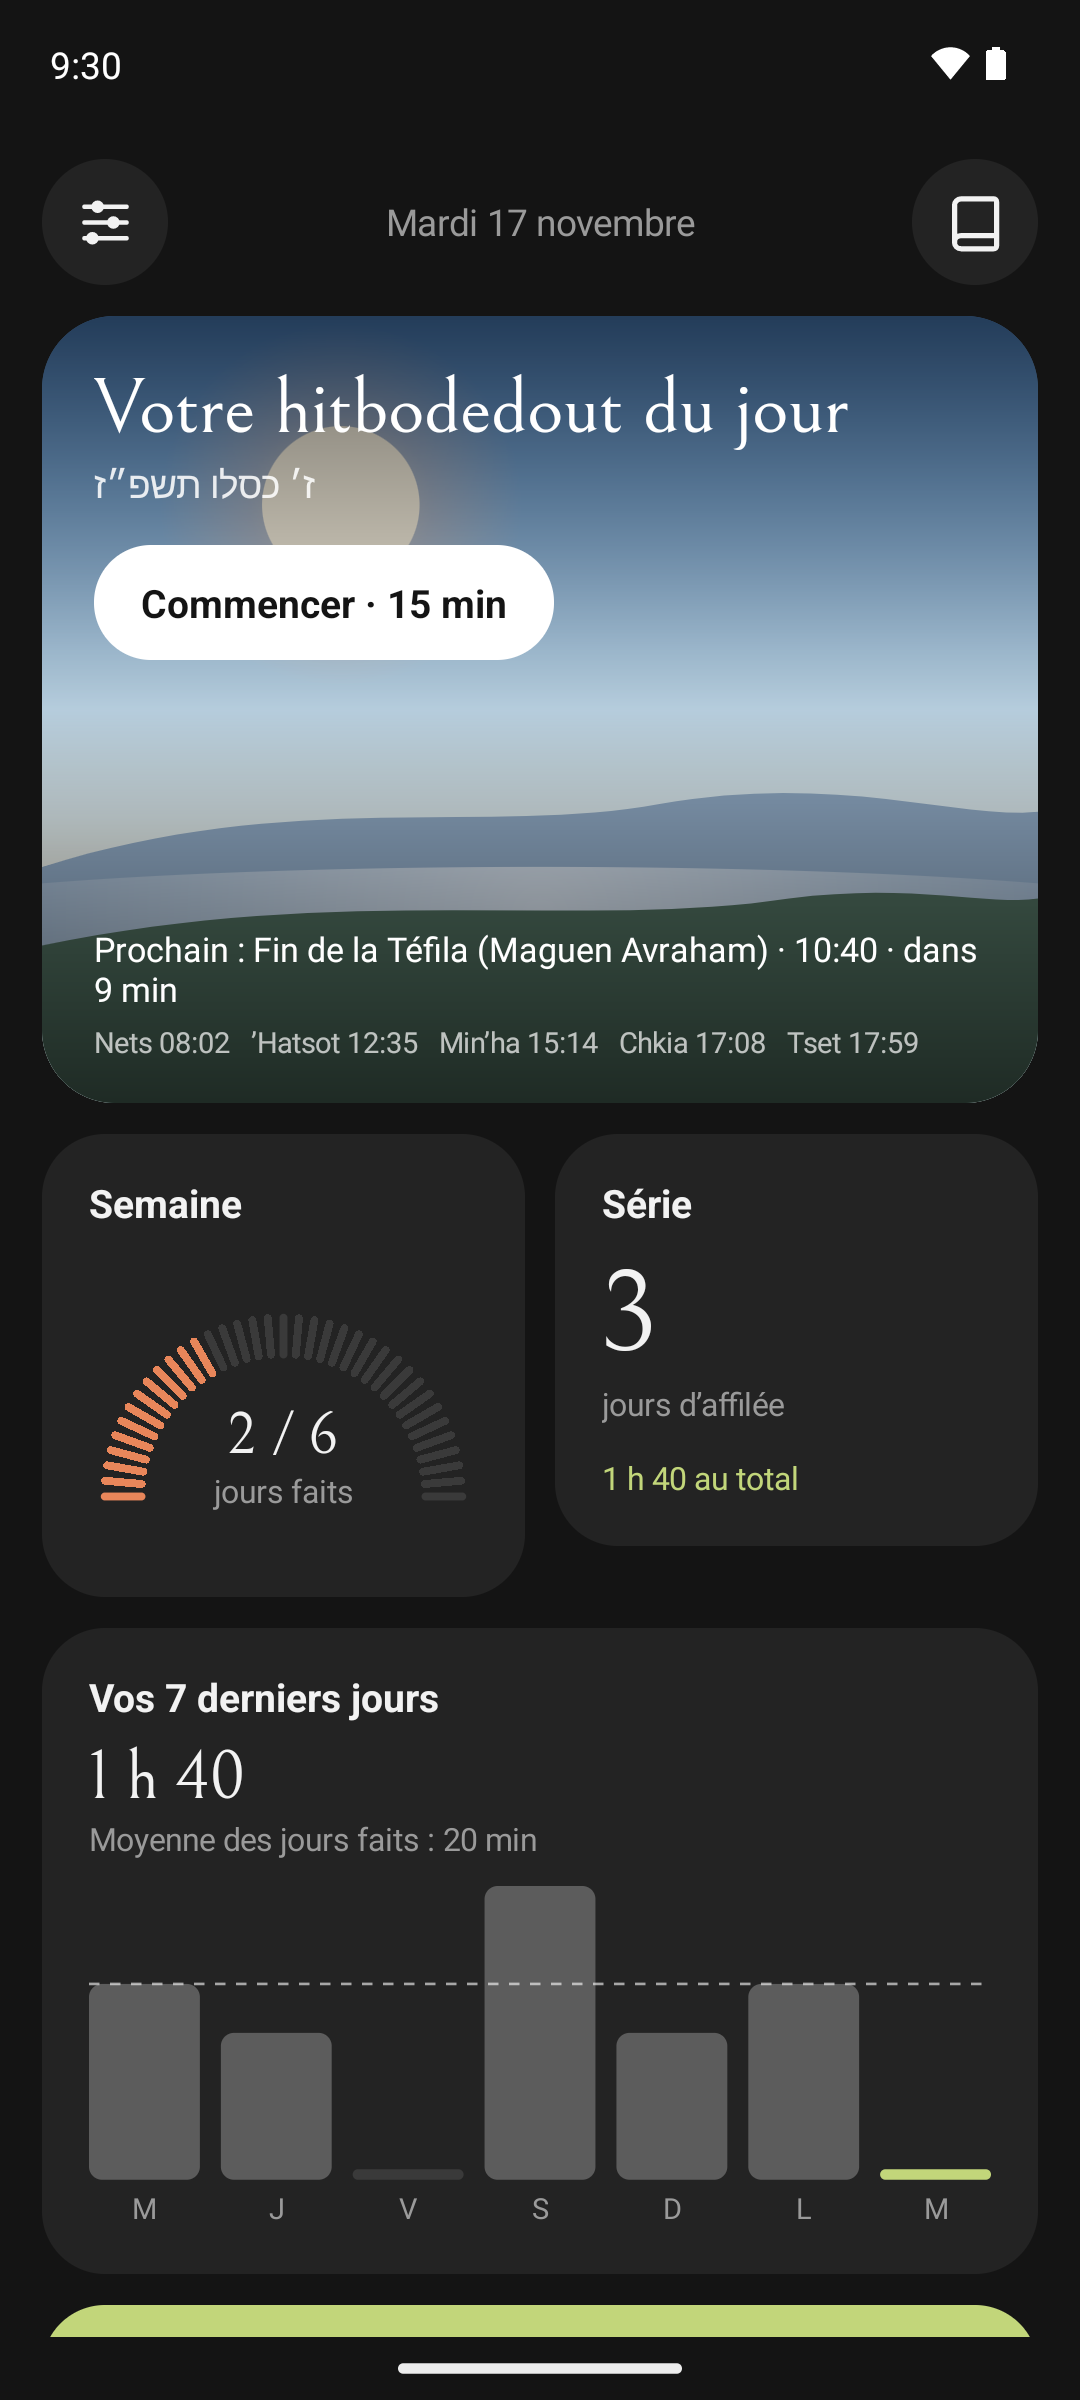 9:30
Mardi 17 novembre
Votre hitbodedout du jour
ז׳ כסלו תשפ״ז
Commencer · 15 min
Prochain : Fin de la Téfila (Maguen Avraham) · 10:40 · dans
9 min
Nets 08:02 ’Hatsot 12:35 Min’ha 15:14 Chkia 17:08 Tset 17:59
Semaine
2 / 6
jours faits
Série
3
jours d’affilée
1 h 40 au total
Vos 7 derniers jours
1 h 40
Moyenne des jours faits : 20 min
M J V S D L M